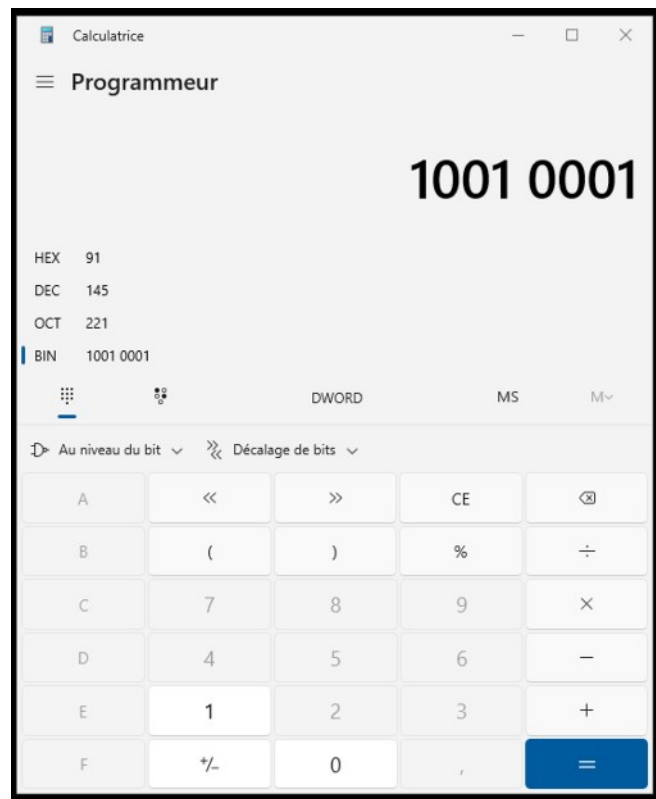 Calculatrice
Programmeur
1001 0001
HEX 91
DEC 145
OCT 221
BIN 1001 0001
DWORD MS M
Au niveau du bit Décalage de bits
A << >> CE
B ( ) % ÷
C 7 8 9 ×
D 4 5 6 −
E 1 2 3 +
F +/− 0 , =